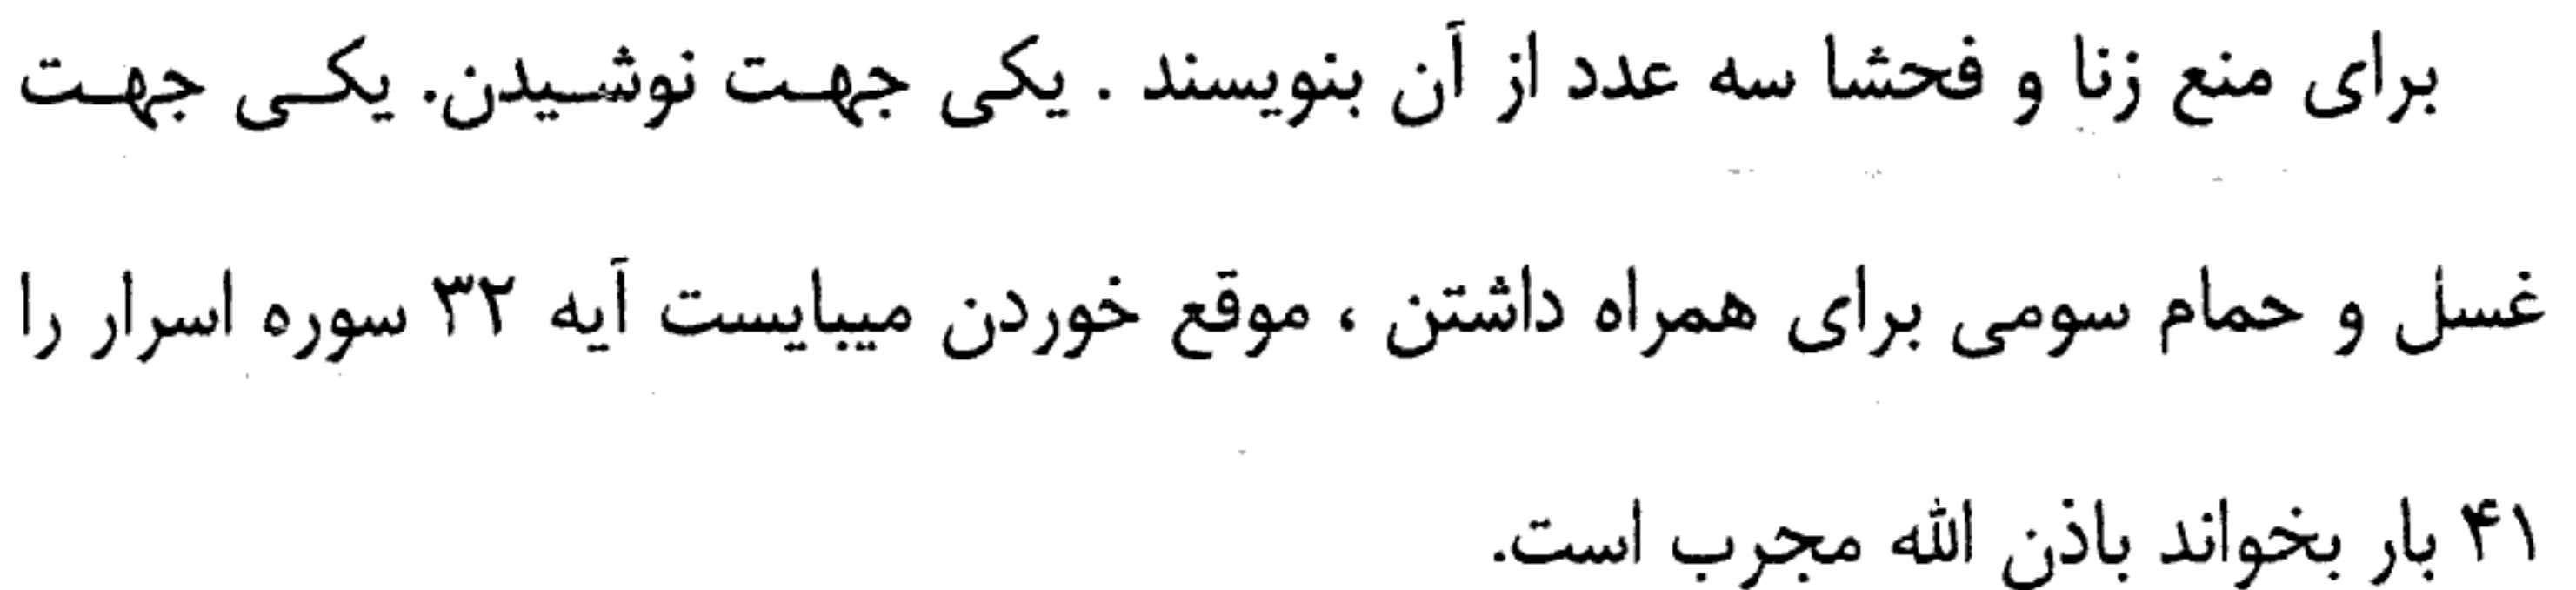 برای منع زنا و فحشا سه عدد از آن بنویسند . یکی جهت نوشیدن. یکی جهت
غسل و حمام سومی برای همراه داشتن ، موقع خوردن میبایست آیه ۳۲ سوره اسرار را
۴۱ بار بخواند باذن الله مجرب است.